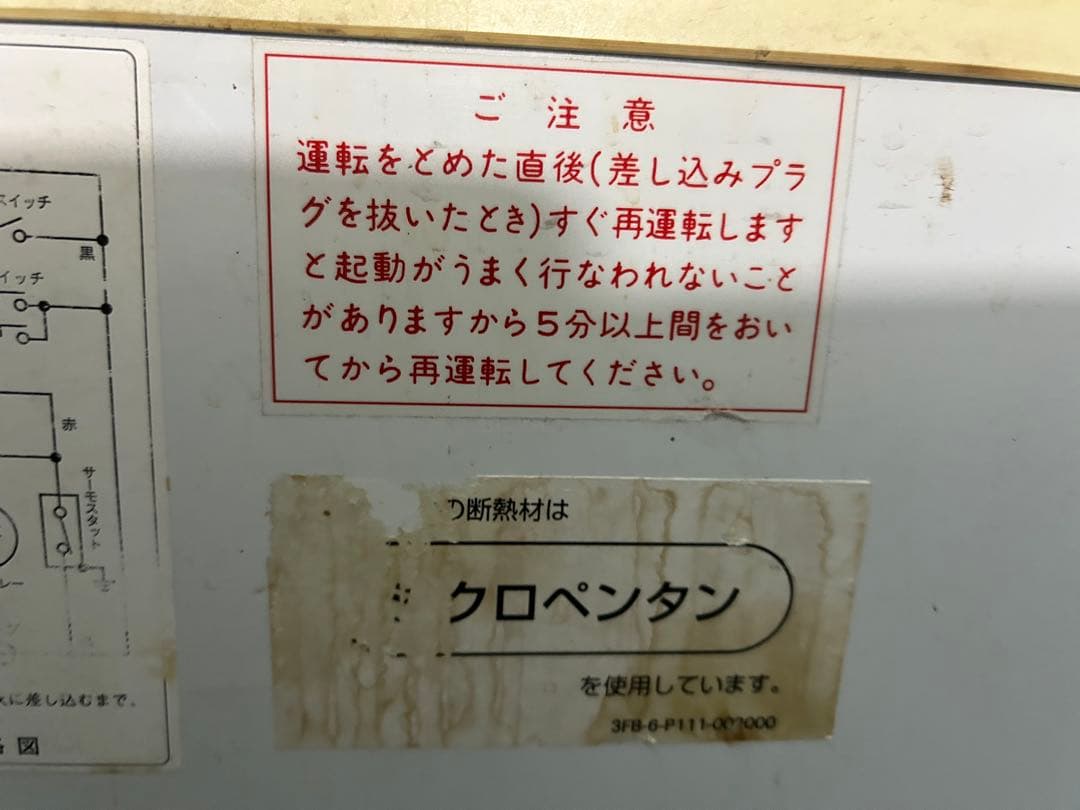 スイッチ
黒
イッチ
赤
サーモスタット
レー
に差し込むまで。
図
ご注意
運転をとめた直後(差し込みプラ
グを抜いたとき)すぐ再運転します
と起動がうまく行なわれないこと
がありますから5分以上間をおい
てから再運転してください。
の断熱材は
クロペンタン
を使用しています。